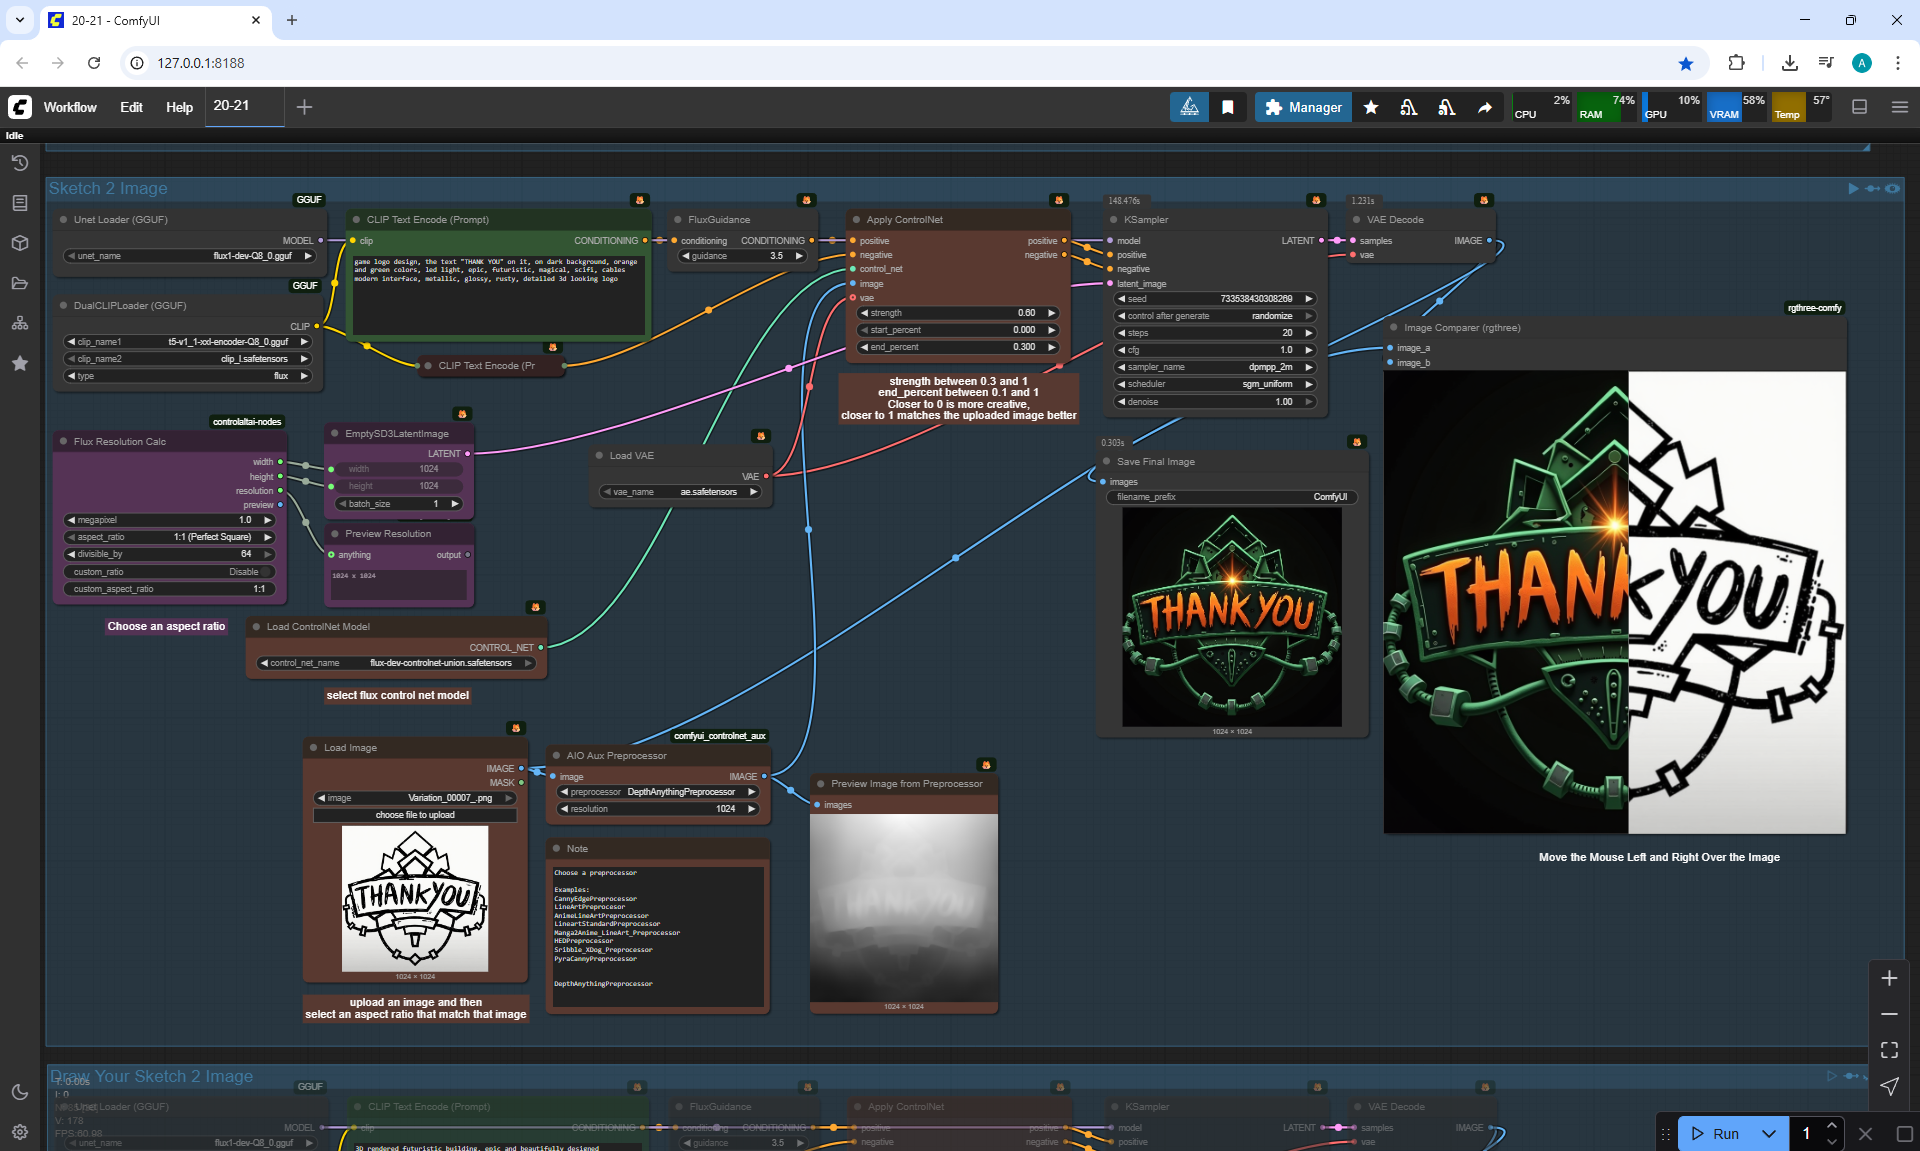 20-21 - ComfyUI
127.0.0.1:8188
Workflow
Edit
Help
20-21
Manager
CPU 2%
RAM 74%
GPU 10%
VRAM 58%
Temp 57°
Idle
Sketch 2 Image
GGUF
Unet Loader (GGUF)
MODEL
unet_name flux1-dev-Q8_0.gguf
GGUF
DualCLIPLoader (GGUF)
CLIP
clip_name1 t5-v1_1-xxl-encoder-Q8_0.gguf
clip_name2 clip_l.safetensors
type flux
CLIP Text Encode (Prompt)
clip CONDITIONING
game logo design, the text "THANK YOU" on it, on dark background, orange
and green colors, led light, epic, futuristic, magical, scifi, cables
modern interface, metallic, glossy, rusty, detailed 3d looking logo
CLIP Text Encode (Pr
FluxGuidance
conditioning CONDITIONING
guidance 3.5
Apply ControlNet
positive positive
negative negative
control_net
image
vae
strength 0.60
start_percent 0.000
end_percent 0.300
strength between 0.3 and 1
end_percent between 0.1 and 1
Closer to 0 is more creative,
closer to 1 matches the uploaded image better
148.476s
KSampler
model LATENT
positive
negative
latent_image
seed 733538430308269
control after generate randomize
steps 20
cfg 1.0
sampler_name dpmpp_2m
scheduler sgm_uniform
denoise 1.00
1.231s
VAE Decode
samples IMAGE
vae
rgthree-comfy
Image Comparer (rgthree)
image_a
image_b
THANK YOU
Move the Mouse Left and Right Over the Image
controlaltai-nodes
Flux Resolution Calc
width
height
resolution
preview
megapixel 1.0
aspect_ratio 1:1 (Perfect Square)
divisible_by 64
custom_ratio Disable
custom_aspect_ratio 1:1
Choose an aspect ratio
EmptySD3LatentImage
LATENT
width 1024
height 1024
batch_size 1
Preview Resolution
anything output
1024 x 1024
Load VAE
VAE
vae_name ae.safetensors
0.303s
Save Final Image
images
filename_prefix ComfyUI
THANK YOU
1024 × 1024
Load ControlNet Model
CONTROL_NET
control_net_name flux-dev-controlnet-union.safetensors
select flux control net model
Load Image
IMAGE
MASK
image Variation_00007_.png
choose file to upload
THANK YOU
1024 × 1024
upload an image and then
select an aspect ratio that match that image
comfyui_controlnet_aux
AIO Aux Preprocessor
image IMAGE
preprocessor DepthAnythingPreprocessor
resolution 1024
Note
Choose a preprocessor
Examples:
CannyEdgePreprocessor
LineArtPreprocesor
AnimeLineArtPreprocessor
LineartStandardPreprocessor
Manga2Anime_LineArt_Preprocessor
HEDPreprocessor
Sribble_XDog_Preprocessor
PyraCannyPreprocessor
DepthAnythingPreprocessor
Preview Image from Preprocessor
images
THANK YOU
1024 × 1024
Draw Your Sketch 2 Image
T: 0.00s
I: 0
V: 178
FPS:60.98
GGUF
Unet Loader (GGUF)
MODEL
unet_name flux1-dev-Q8_0.gguf
CLIP Text Encode (Prompt)
clip CONDITIONING
3D rendered futuristic building, epic and beautifully designed
FluxGuidance
conditioning CONDITIONING
guidance 3.5
Apply ControlNet
positive positive
negative negative
KSampler
model LATENT
positive
VAE Decode
samples IMAGE
vae
Run
1